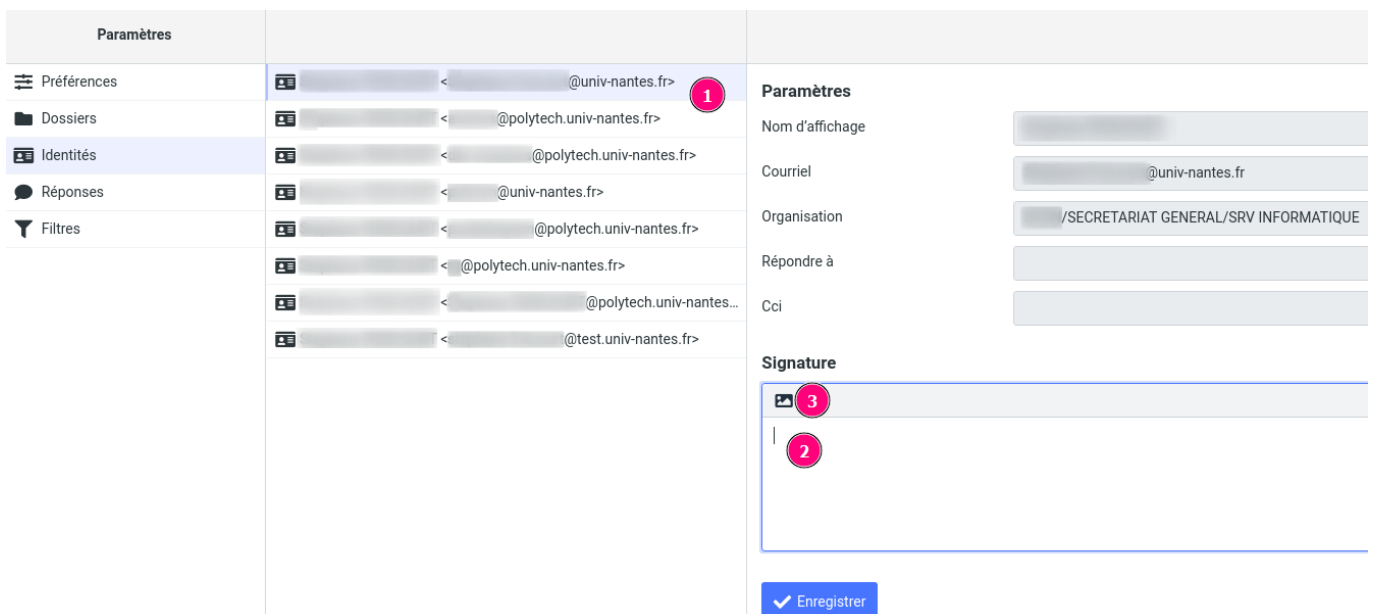 Paramètres
Préférences
Dossiers
Identités
Réponses
Filtres
<@univ-nantes.fr>
1
<@polytech.univ-nantes.fr>
<@polytech.univ-nantes.fr>
<@univ-nantes.fr>
<@polytech.univ-nantes.fr>
<@polytech.univ-nantes.fr>
<@polytech.univ-nantes...
<@test.univ-nantes.fr>
Paramètres
Nom d'affichage
Courriel @univ-nantes.fr
Organisation /SECRETARIAT GENERAL/SRV INFORMATIQUE
Répondre à
Cci
Signature
3
2
Enregistrer